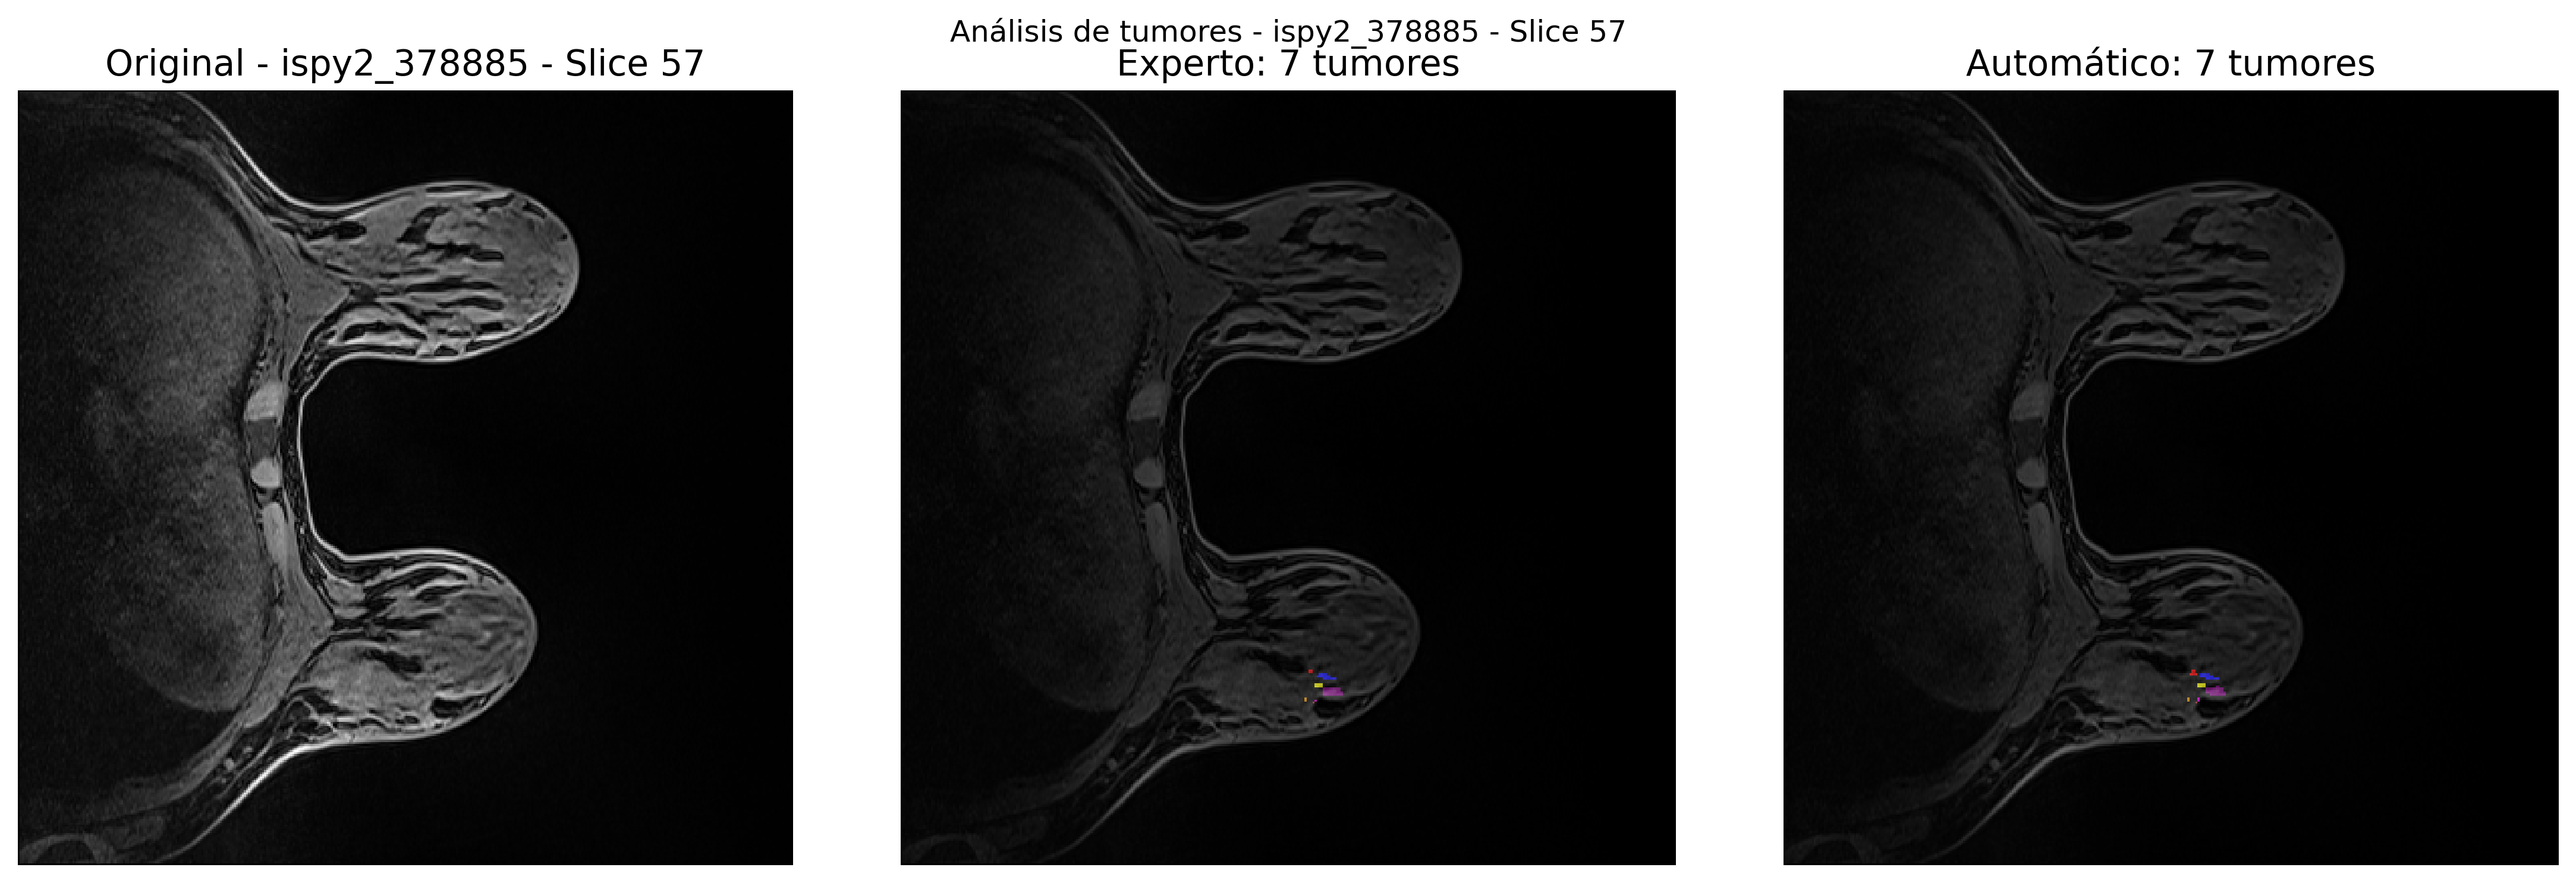 Análisis de tumores - ispy2_378885 - Slice 57
Original - ispy2_378885 - Slice 57
Experto: 7 tumores
Automático: 7 tumores